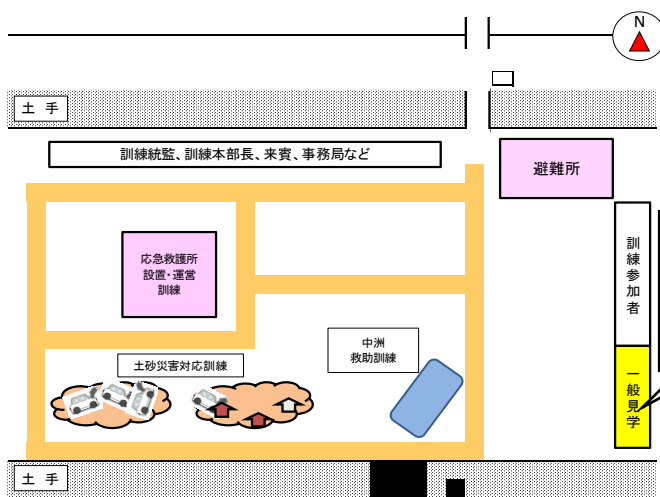 N
土 手
訓練統監、訓練本部長、来賓、事務局など
避難所
応急救護所
設置・運営
訓練
訓練参加者
中洲
救助訓練
土砂災害対応訓練
一般見学
土 手